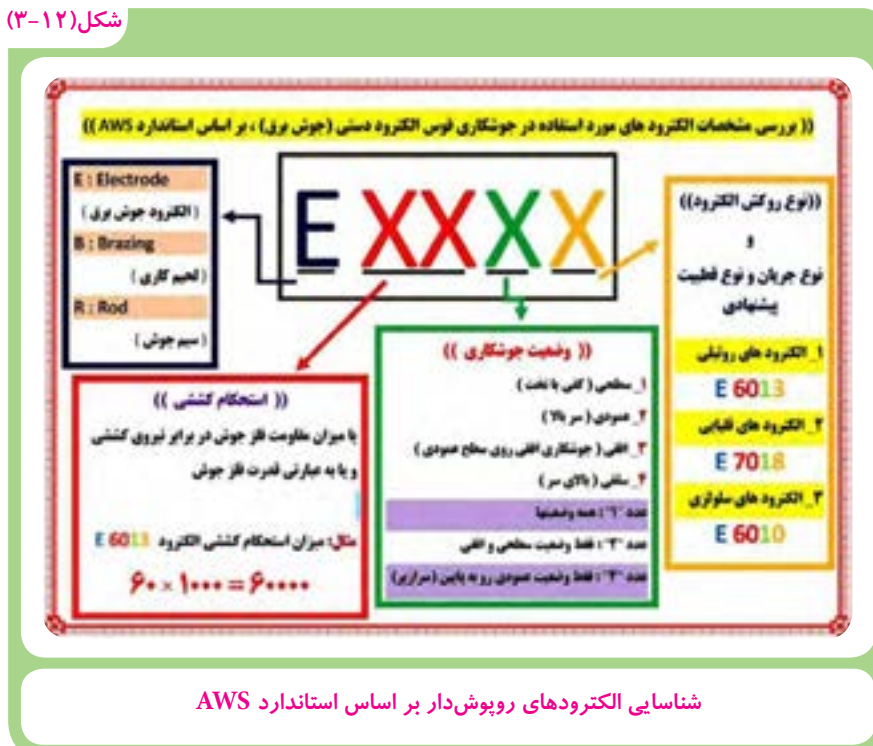 شکل(۱۲-۳)
(( بررسی مشخصات الکترود های مورد استفاده در جوشکاری قوس الکترود دستی (جوش برق) ، بر اساس استاندارد AWS ))
E XX X X
E : Electrode
( الکترود جوش برق )
B : Brazing
( لحیم کاری )
R : Rod
( سیم جوش )
((نوع روکش الکترود))
و
نوع جریان و نوع قطبیت
پیشنهادی
۱_ الکترود های روتیلی
E 6013
۲_ الکترود های قلیایی
E 7018
۳_ الکترود های سلولزی
E 6010
(( وضعیت جوشکاری ))
۱_ سطحی ( کفی یا تخت )
۲_ عمودی ( سر بالا )
۳_ افقی ( جوشکاری افقی روی سطح عمودی )
۴_ سقفی ( بالای سر )
عدد "۱" : همه وضعیتها
عدد : فقط وضعیت سطحی و افقی
عدد : فقط وضعیت عمودی رو به پایین (سرازیر)
(( استحکام کششی ))
یا میزان مقاومت فلز جوش در برابر نیروی کششی
و یا به عبارتی قدرت فلز جوش
مثال: میزان استحکام کششی الکترود E 6013
۶۰ × ۱۰۰۰ = ۶۰۰۰۰
شناسایی الکترودهای روپوش‌دار بر اساس استاندارد AWS